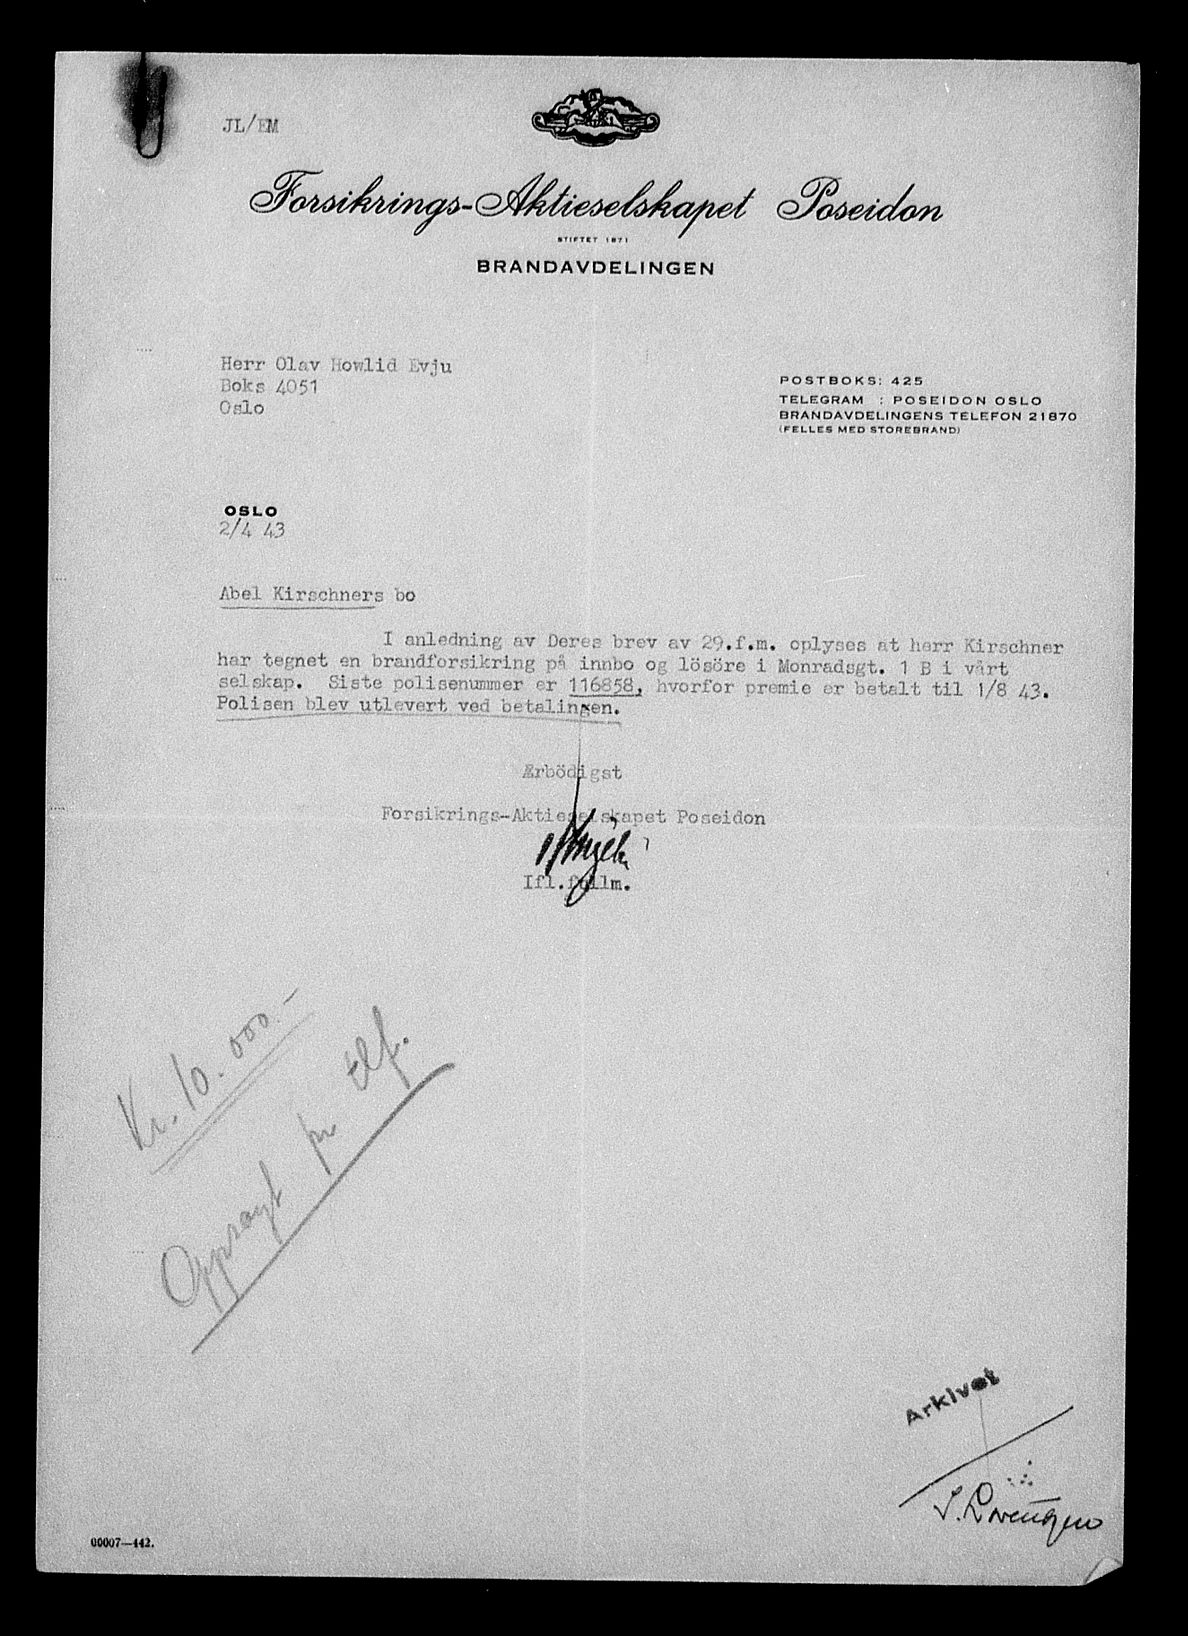 JL/EM
Forsikrings-Aktieselskapet Poseidon
STIFTET 1871
BRANDAVDELINGEN
Herr Olav Howlid Evju
Boks 4051
Oslo
POSTBOKS: 425
TELEGRAM : POSEIDON OSLO
BRANDAVDELINGENS TELEFON 21870
(FELLES MED STOREBRAND)
OSLO
2/4 43
Abel Kirschners bo
I anledning av Deres brev av 29.f.m. oplyses at herr Kirschner
har tegnet en brandforsikring på innbo og lösöre i Monradsgt. 1 B i vårt
selskap. Siste polisenummer er 116858, hvorfor premie er betalt til 1/8 43.
Polisen blev utlevert ved betalingen.
Ærbödigst
Forsikrings-Aktieselskapet Poseidon
Ifl.fullm.
Kr. 10.000.-
Oppsagt pr tlf.
Arkivet
00007—442.